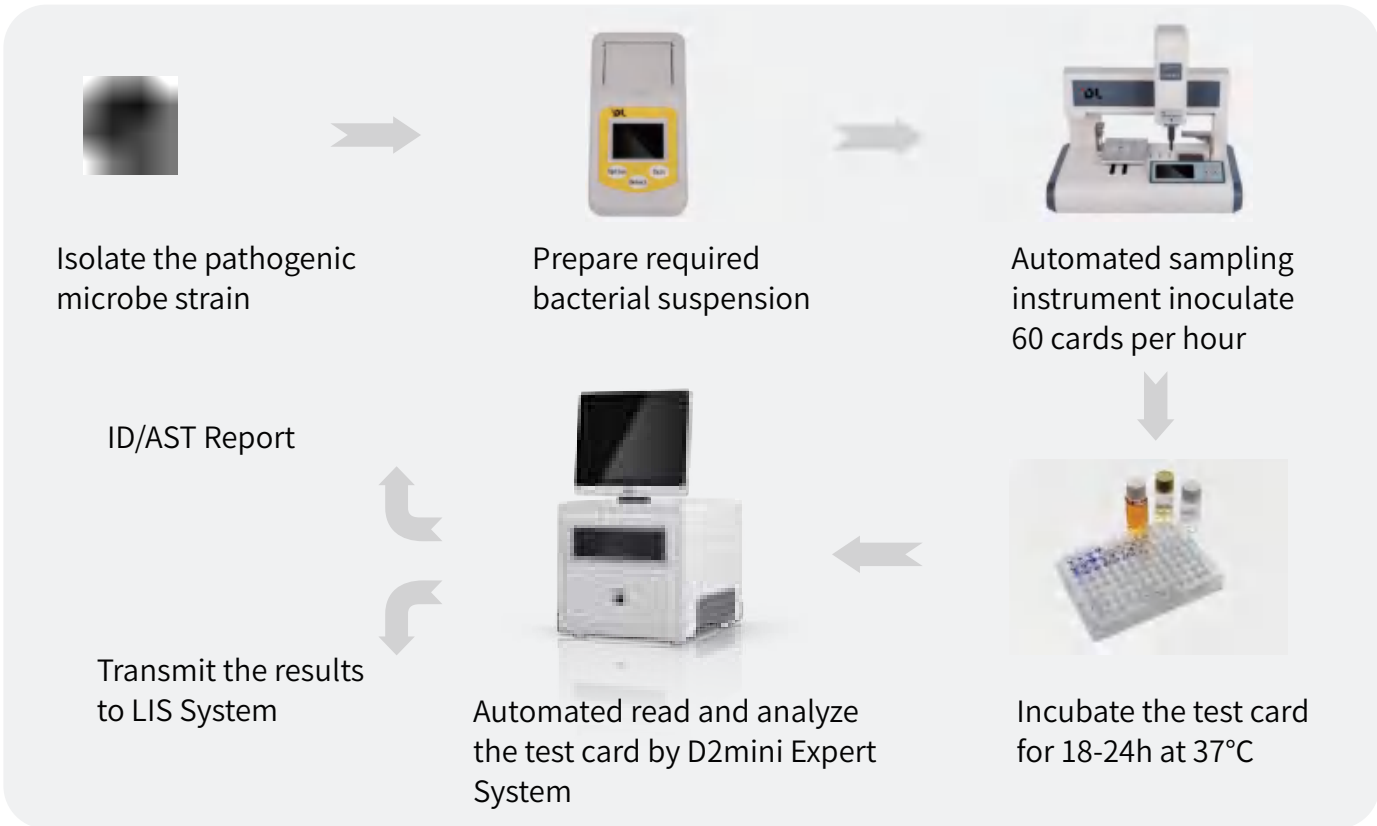 Isolate the pathogenic
microbe strain
Prepare required
bacterial suspension
Automated sampling
instrument inoculate
60 cards per hour
DL
DL
ID/AST Report
Transmit the results
to LIS System
Automated read and analyze
the test card by D2mini Expert
System
Incubate the test card
for 18-24h at 37°C